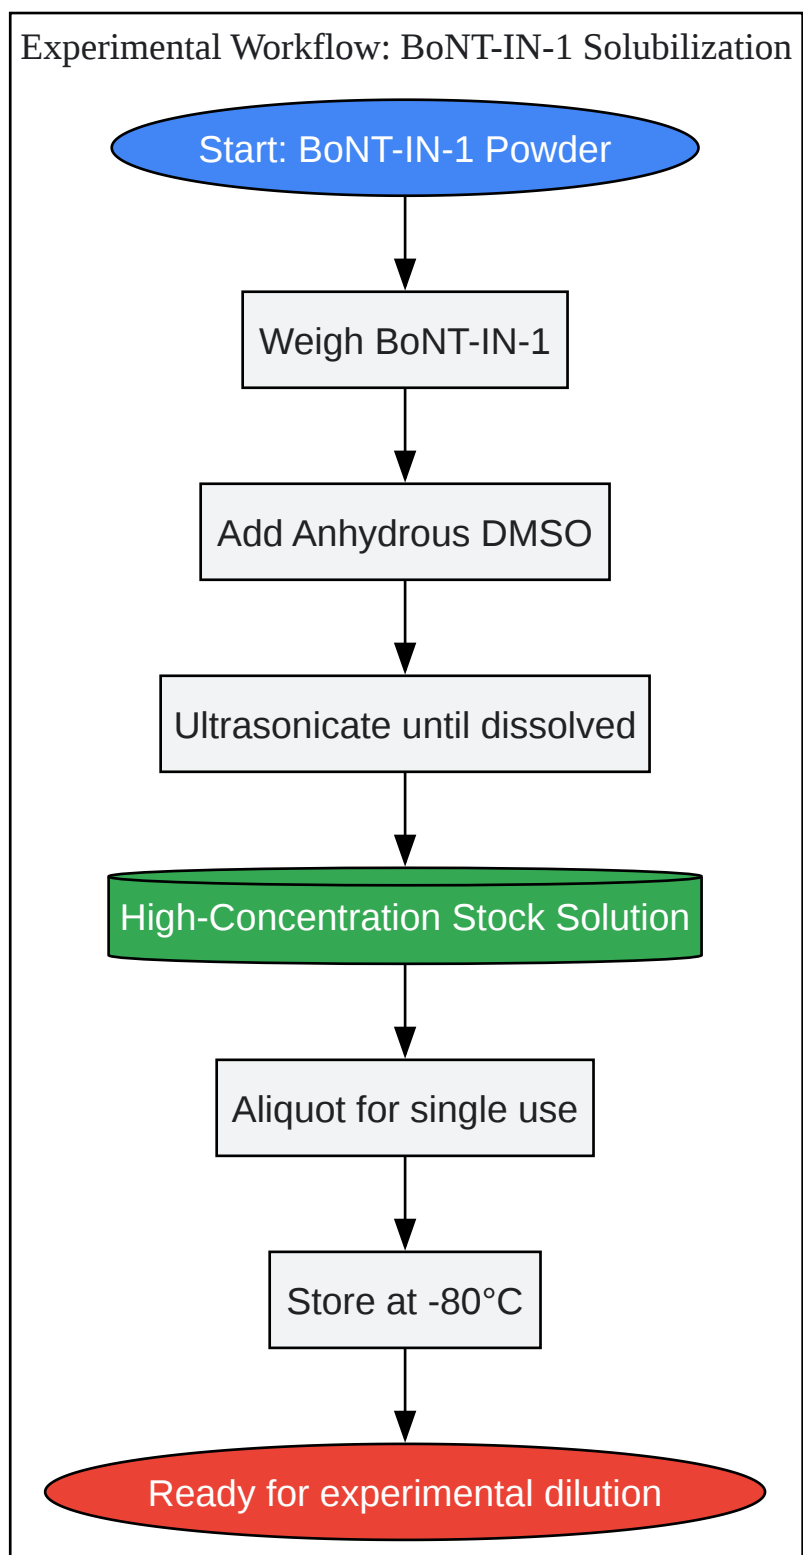 Experimental Workflow: BoNT-IN-1 Solubilization
Start: BoNT-IN-1 Powder
Weigh BoNT-IN-1
Add Anhydrous DMSO
Ultrasonicate until dissolved
High-Concentration Stock Solution
Aliquot for single use
Store at -80°C
Ready for experimental dilution